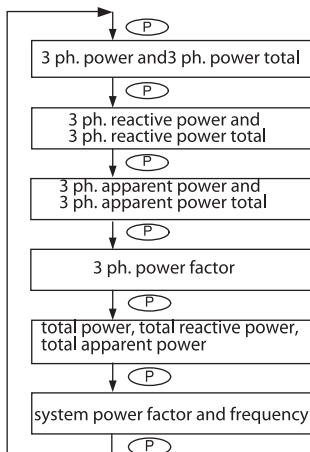 P
3 ph. power and3 ph. power total
P
3 ph. reactive power and
3 ph. reactive power total
P
3 ph. apparent power and
3 ph. apparent power total
P
3 ph. power factor
P
total power, total reactive power,
total apparent power
P
system power factor and frequency
P